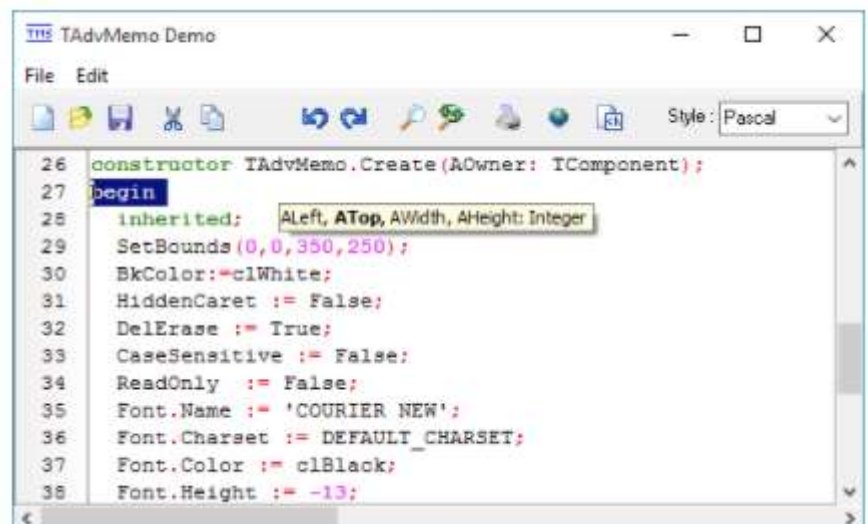 TMS TAdvMemo Demo
File Edit
Style : Pascal
26 constructor TAdvMemo.Create(AOwner: TComponent);
27 begin
28 inherited;
ALeft, ATop, AWidth, AHeight: Integer
29 SetBounds(0,0,350,250);
30 BkColor:=clWhite;
31 HiddenCaret := False;
32 DelErase := True;
33 CaseSensitive := False;
34 ReadOnly  := False;
35 Font.Name := 'COURIER NEW';
36 Font.Charset := DEFAULT_CHARSET;
37 Font.Color := clBlack;
38 Font.Height := -13;